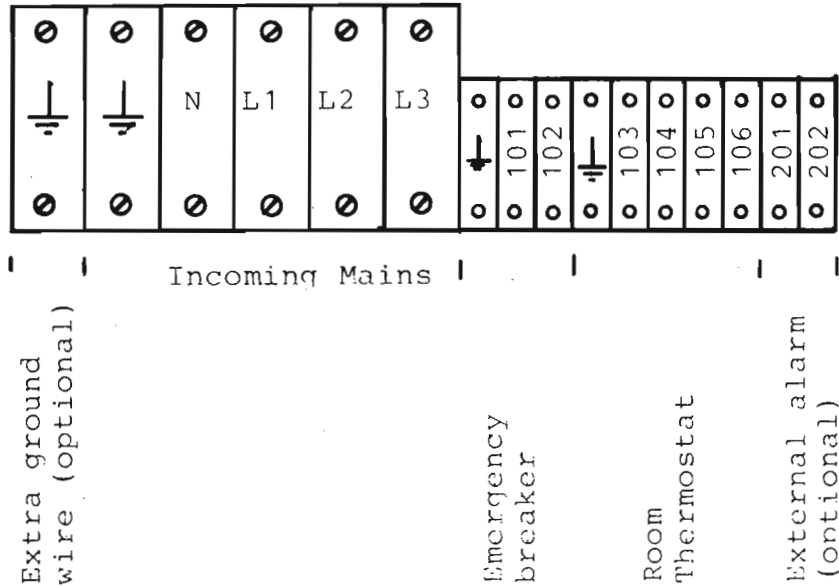 N L1 L2 L3
101 102 103 104 105 106 201 202
Incoming Mains
Extra ground
wire (optional)
Emergency
breaker
Room
Thermostat
External alarm
(optional)